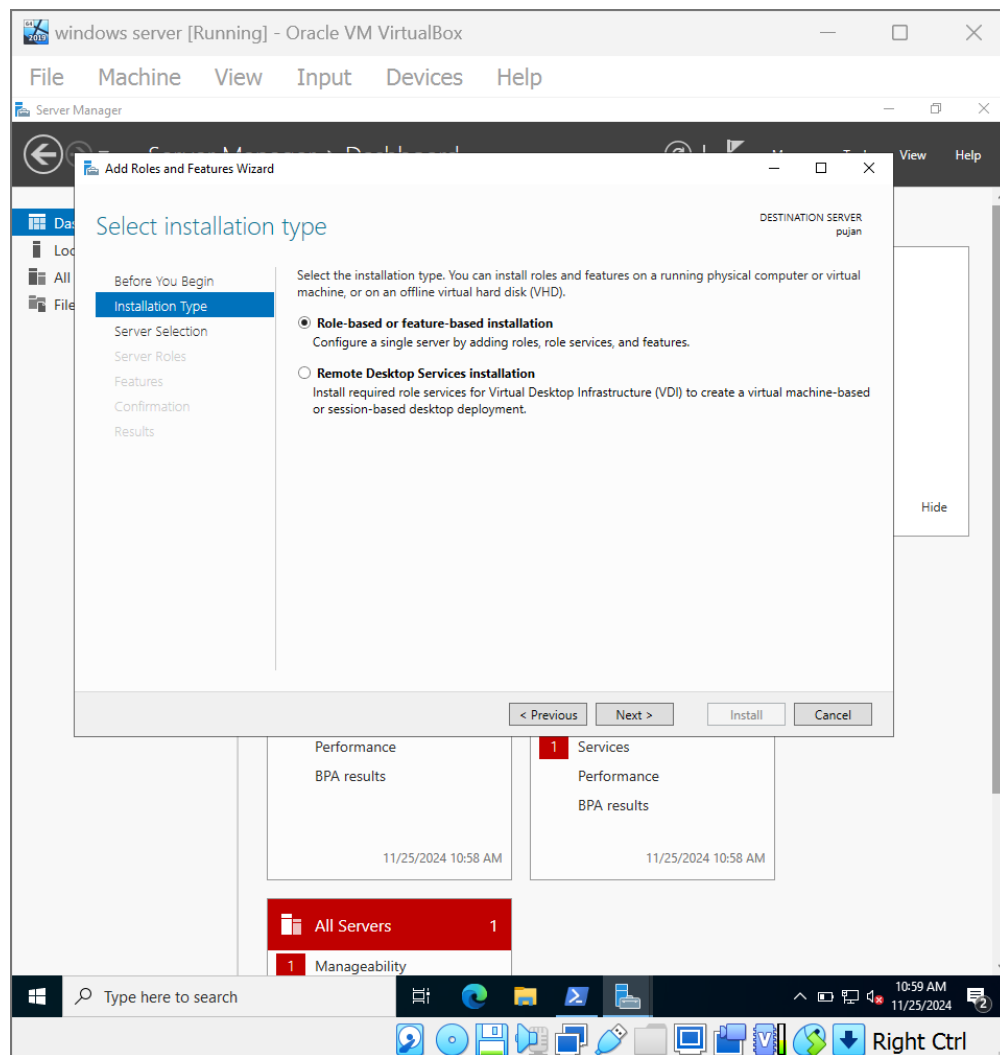 windows server [Running] - Oracle VM VirtualBox
File Machine View Input Devices Help
Server Manager
Add Roles and Features Wizard
View Help
Select installation type
DESTINATION SERVER
pujan
Before You Begin
Installation Type
Server Selection
Server Roles
Features
Confirmation
Results
Select the installation type. You can install roles and features on a running physical computer or virtual
machine, or on an offline virtual hard disk (VHD).
Role-based or feature-based installation
Configure a single server by adding roles, role services, and features.
Remote Desktop Services installation
Install required role services for Virtual Desktop Infrastructure (VDI) to create a virtual machine-based
or session-based desktop deployment.
All
File
Hide
< Previous Next > Install Cancel
Performance
BPA results
11/25/2024 10:58 AM
1 Services
Performance
BPA results
11/25/2024 10:58 AM
All Servers 1
1 Manageability
Type here to search
10:59 AM
11/25/2024
2
Right Ctrl